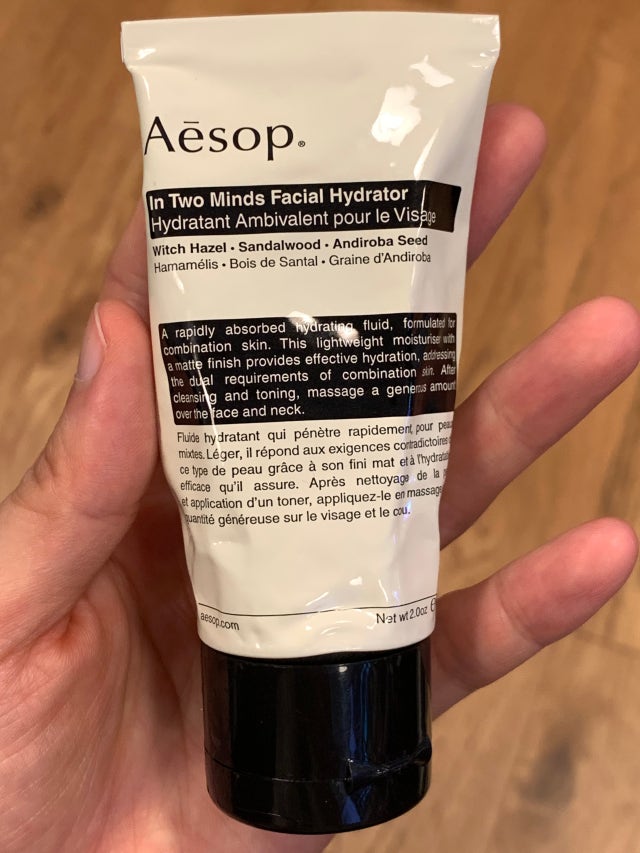 Aēsop®
In Two Minds Facial Hydrator
Hydratant Ambivalent pour le Visage
Witch Hazel • Sandalwood • Andiroba Seed
Hamamélis • Bois de Santal • Graine d'Andiroba
A rapidly absorbed hydrating fluid, formulated for
combination skin. This lightweight moisturiser with
a matte finish provides effective hydration, addressing
the dual requirements of combination skin. After
cleansing and toning, massage a generous amount
over the face and neck.
Fluide hydratant qui pénètre rapidement, pour
mixtes. Léger, il répond aux exigences contradictoires
ce type de peau grâce à son fini mat et à
efficace qu'il assure. Après nettoyage de la
et application d'un toner, appliquez-le en
quantité généreuse sur le visage et le cou.
aesop.com Net wt 2.0oz